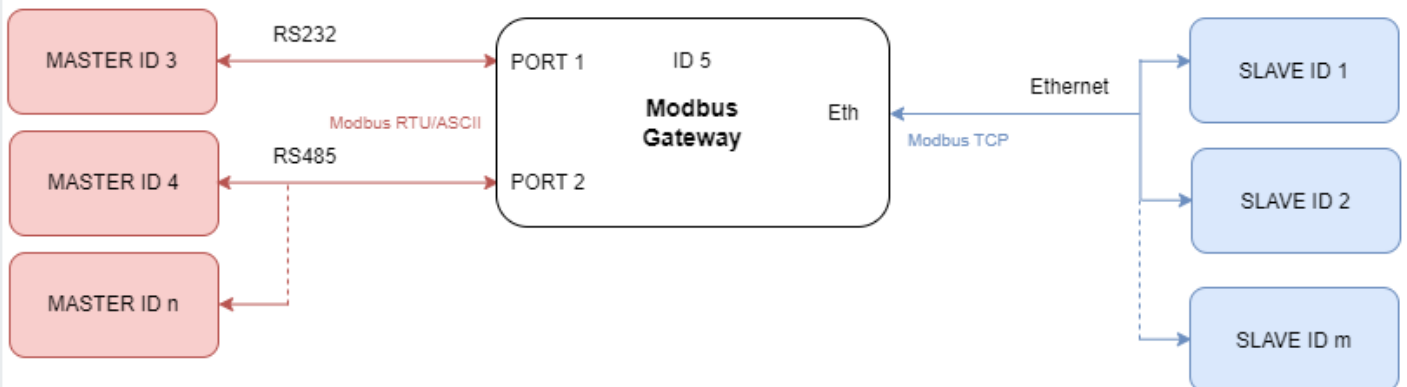 MASTER ID 3
RS232
PORT 1
ID 5
Modbus
Gateway
Eth
Ethernet
SLAVE ID 1
Modbus RTU/ASCII
Modbus TCP
MASTER ID 4
RS485
PORT 2
SLAVE ID 2
MASTER ID n
SLAVE ID m